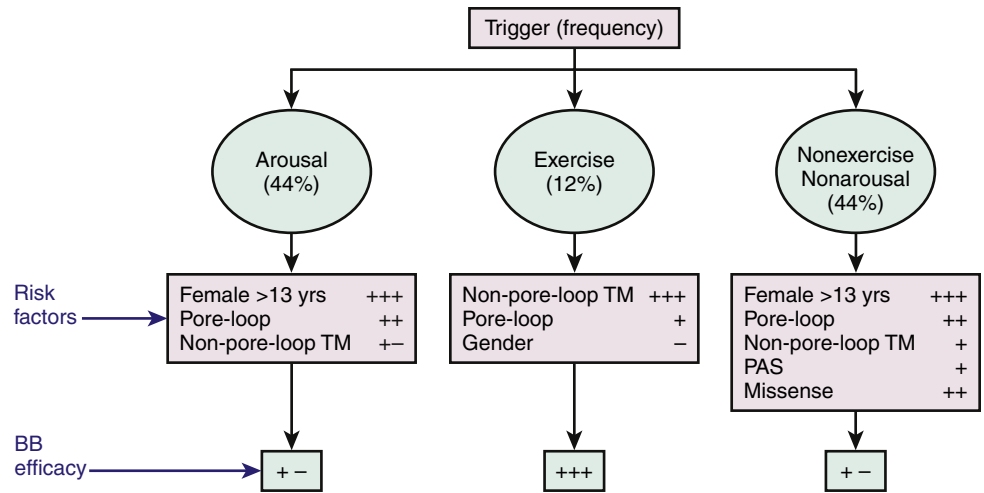 Trigger (frequency)
Arousal
(44%)
Exercise
(12%)
Nonexercise
Nonarousal
(44%)
Risk
factors
Female >13 yrs +++
Pore-loop ++
Non-pore-loop TM +−
Non-pore-loop TM +++
Pore-loop +
Gender −
Female >13 yrs +++
Pore-loop ++
Non-pore-loop TM +
PAS +
Missense ++
BB
efficacy
+ −
+++
+ −